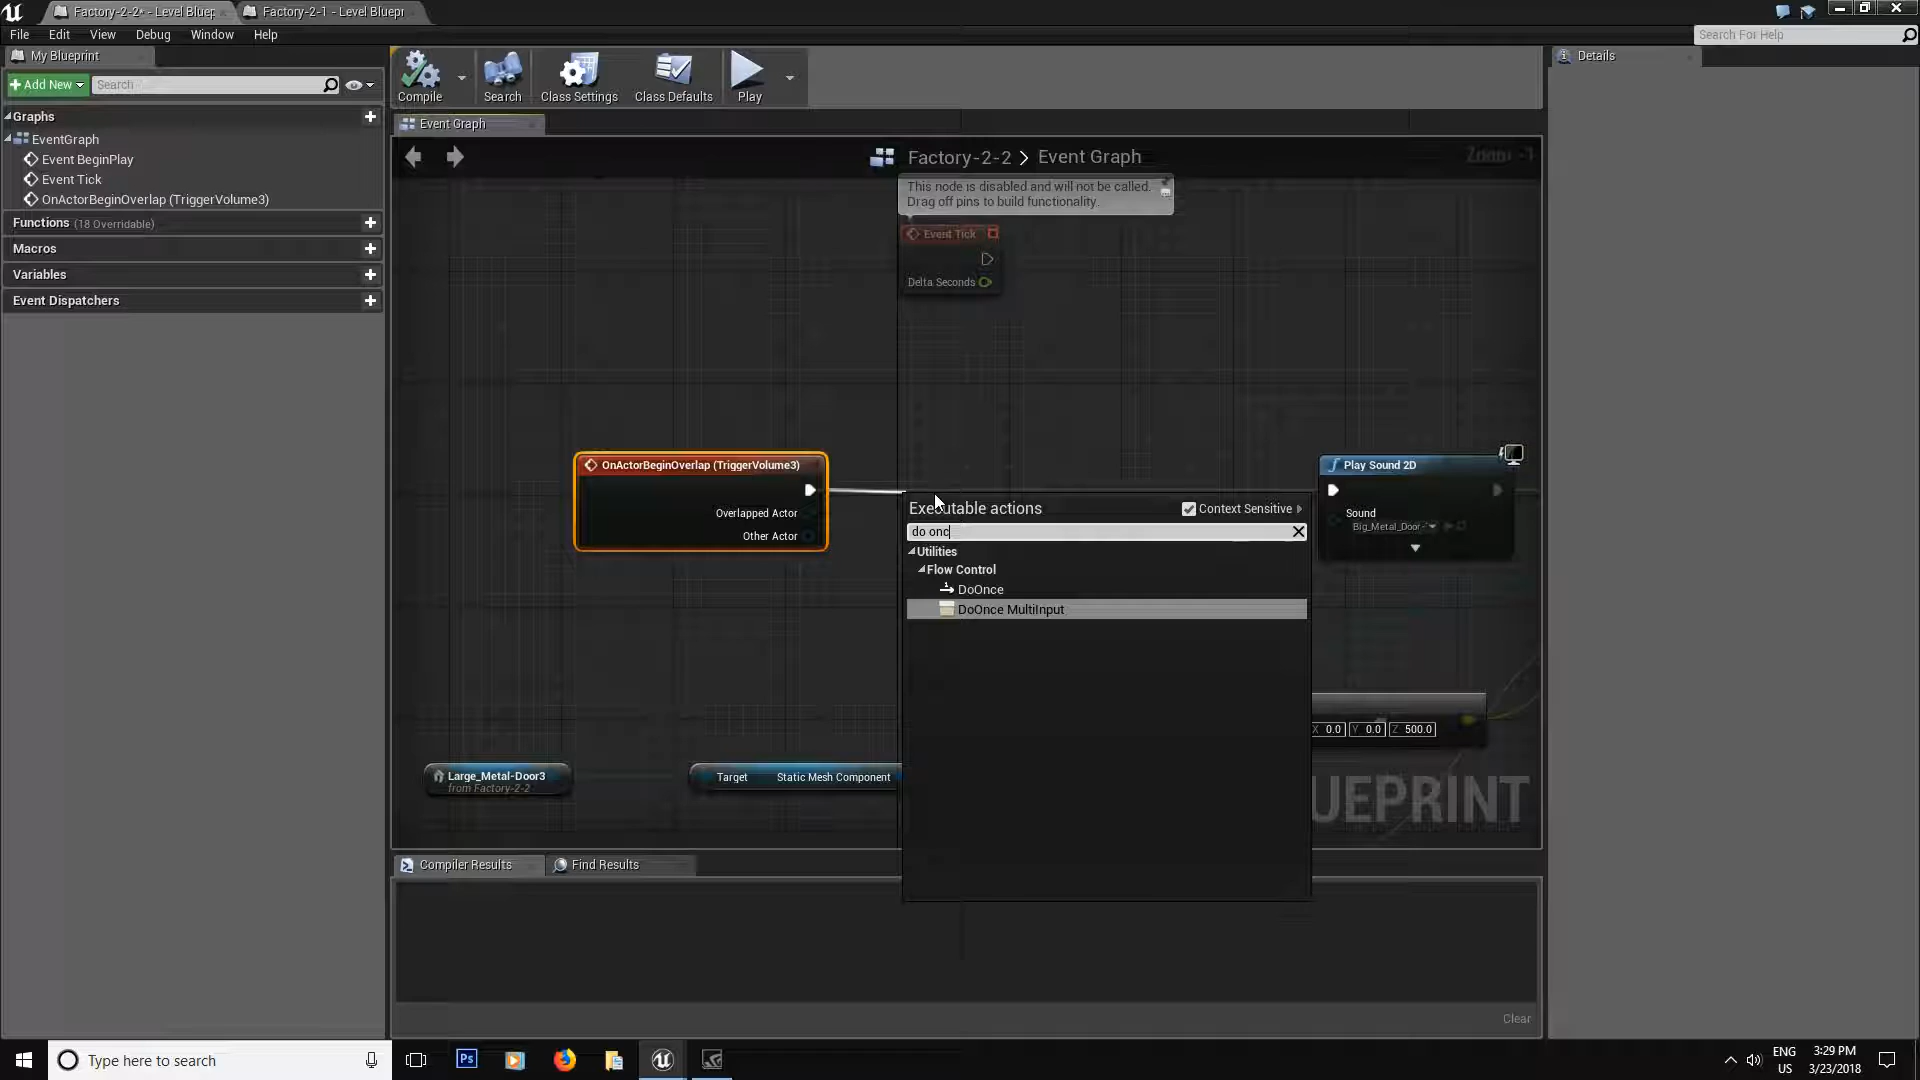 Factory-2-2* - Level Bluep
Factory-2-1 - Level Bluepr
File Edit View Debug Window Help
Search For Help
My Blueprint
Add New
Search
Graphs
EventGraph
Event BeginPlay
Event Tick
OnActorBeginOverlap (TriggerVolume3)
Functions (18 Overridable)
Macros
Variables
Event Dispatchers
Compile
Search
Class Settings
Class Defaults
Play
Details
Event Graph
Factory-2-2 > Event Graph
Zoom -1
This node is disabled and will not be called.
Drag off pins to build functionality.
Event Tick
Delta Seconds
OnActorBeginOverlap (TriggerVolume3)
Overlapped Actor
Other Actor
Executable actions
Context Sensitive
do onc
Utilities
Flow Control
DoOnce
DoOnce MultiInput
Play Sound 2D
Sound
Big_Metal_Door-
X 0.0 Y 0.0 Z 500.0
Large_Metal-Door3
from Factory-2-2
Target Static Mesh Component
UEPRINT
Compiler Results
Find Results
Clear
Type here to search
Ps
ENG
US
3:29 PM
3/23/2018